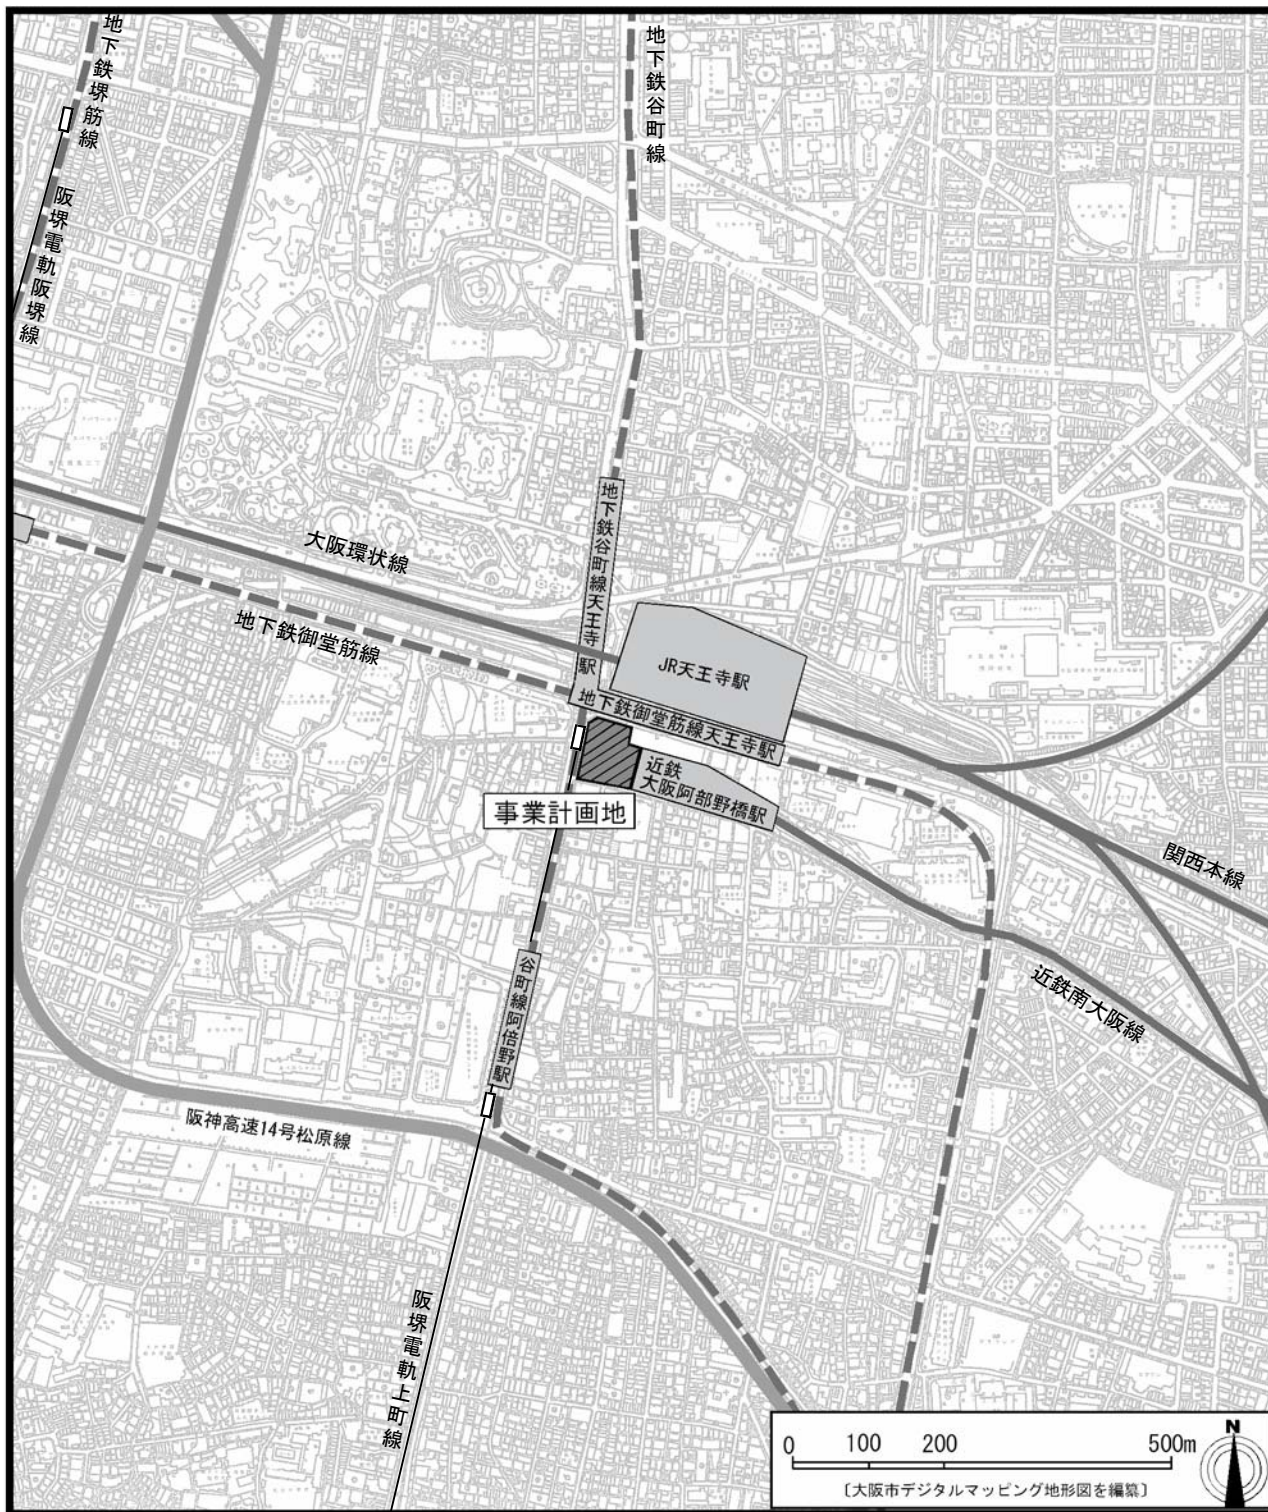 地下鉄堺筋線
地下鉄谷町線
阪堺電軌阪堺線
大阪環状線
地下鉄御堂筋線
地下鉄谷町線天王寺駅
JR天王寺駅
地下鉄御堂筋線天王寺駅
近鉄
大阪阿部野橋駅
事業計画地
関西本線
近鉄南大阪線
谷町線阿倍野駅
阪神高速14号松原線
阪堺電軌上町線
0 100 200 500m
N
〔大阪市デジタルマッピング地形図を編纂〕